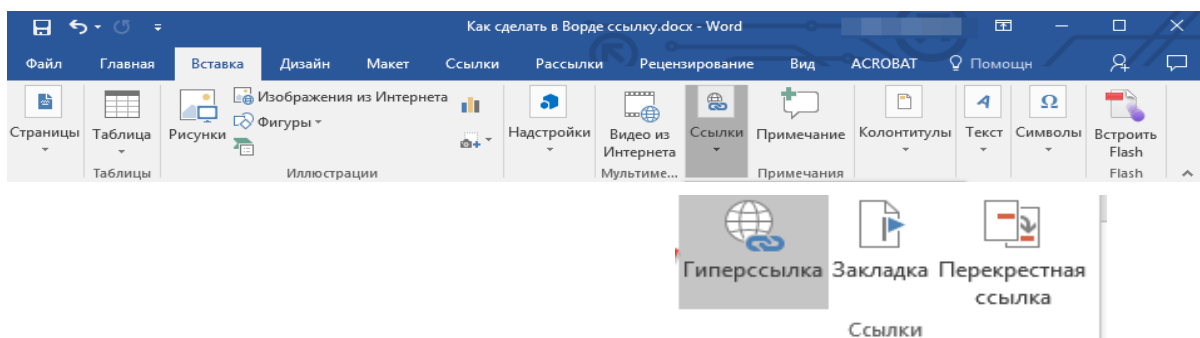 Как сделать в Ворде ссылку.docx - Word
Файл Главная Вставка Дизайн Макет Ссылки Рассылки Рецензирование Вид ACROBAT Помощн
Страницы
Таблица
Рисунки
Изображения из Интернета
Фигуры
Надстройки
Видео из
Интернета
Ссылки
Примечание
Колонтитулы
Текст
Символы
Встроить
Flash
Таблицы Иллюстрации Мультиме... Примечания Flash
Гиперссылка Закладка Перекрестная
ссылка
Ссылки